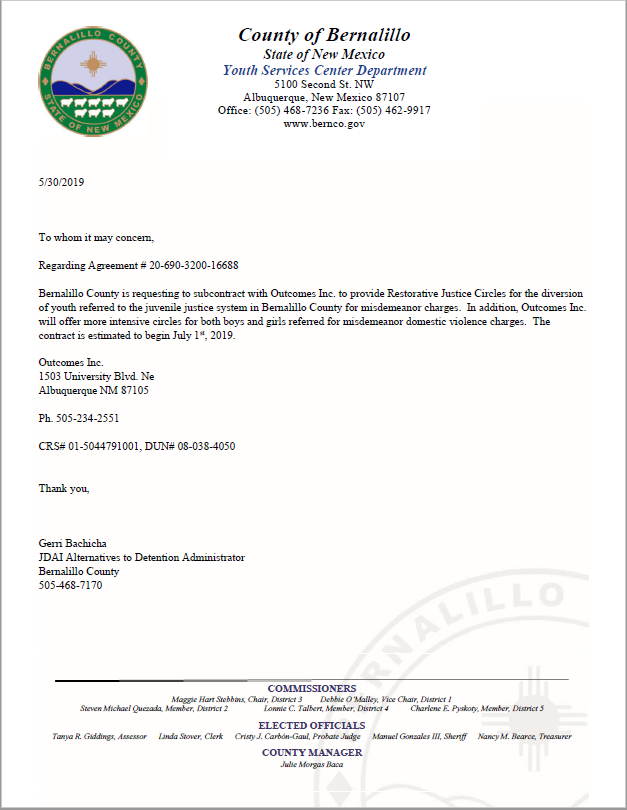 BERNALILLO COUNTY
STATE OF NEW MEXICO
County of Bernalillo
State of New Mexico
Youth Services Center Department
5100 Second St. NW
Albuquerque, New Mexico 87107
Office: (505) 468-7236 Fax: (505) 462-9917
www.bernco.gov
5/30/2019
To whom it may concern,
Regarding Agreement # 20-690-3200-16688
Bernalillo County is requesting to subcontract with Outcomes Inc. to provide Restorative Justice Circles for the diversion
of youth referred to the juvenile justice system in Bernalillo County for misdemeanor charges. In addition, Outcomes Inc.
will offer more intensive circles for both boys and girls referred for misdemeanor domestic violence charges. The
contract is estimated to begin July 1st, 2019.
Outcomes Inc.
1503 University Blvd. Ne
Albuquerque NM 87105
Ph. 505-234-2551
CRS# 01-5044791001, DUN# 08-038-4050
Thank you,
Gerri Bachicha
JDAI Alternatives to Detention Administrator
Bernalillo County
505-468-7170
BERNALILLO
COMMISSIONERS
Maggie Hart Stebbins, Chair, District 3 Debbie O'Malley, Vice Chair, District 1
Steven Michael Quezada, Member, District 2 Lonnie C. Talbert, Member, District 4 Charlene E. Pyskoty, Member, District 5
ELECTED OFFICIALS
Tanya R. Giddings, Assessor Linda Stover, Clerk Cristy J. Carbón-Gaul, Probate Judge Manuel Gonzales III, Sheriff Nancy M. Bearce, Treasurer
COUNTY MANAGER
Julie Morgas Baca